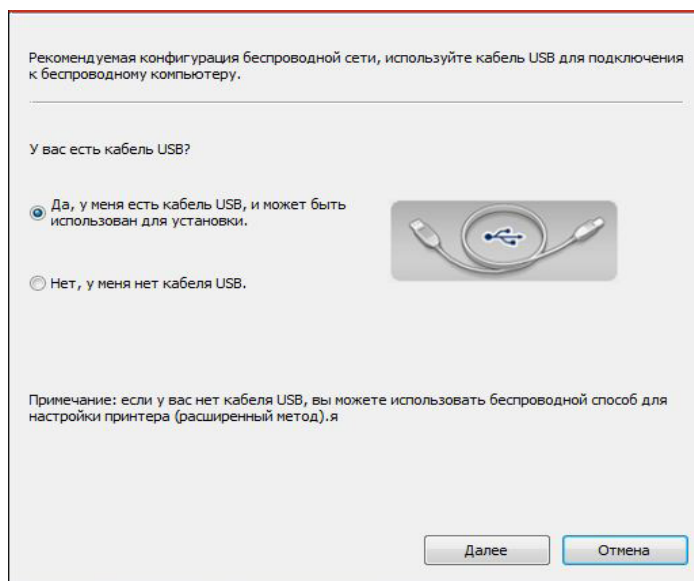 Рекомендуемая конфигурация беспроводной сети, используйте кабель USB для подключения
к беспроводному компьютеру.
У вас есть кабель USB?
Да, у меня есть кабель USB, и может быть
использован для установки.
Нет, у меня нет кабеля USB.
Примечание: если у вас нет кабеля USB, вы можете использовать беспроводной способ для
настройки принтера (расширенный метод).я
Далее
Отмена